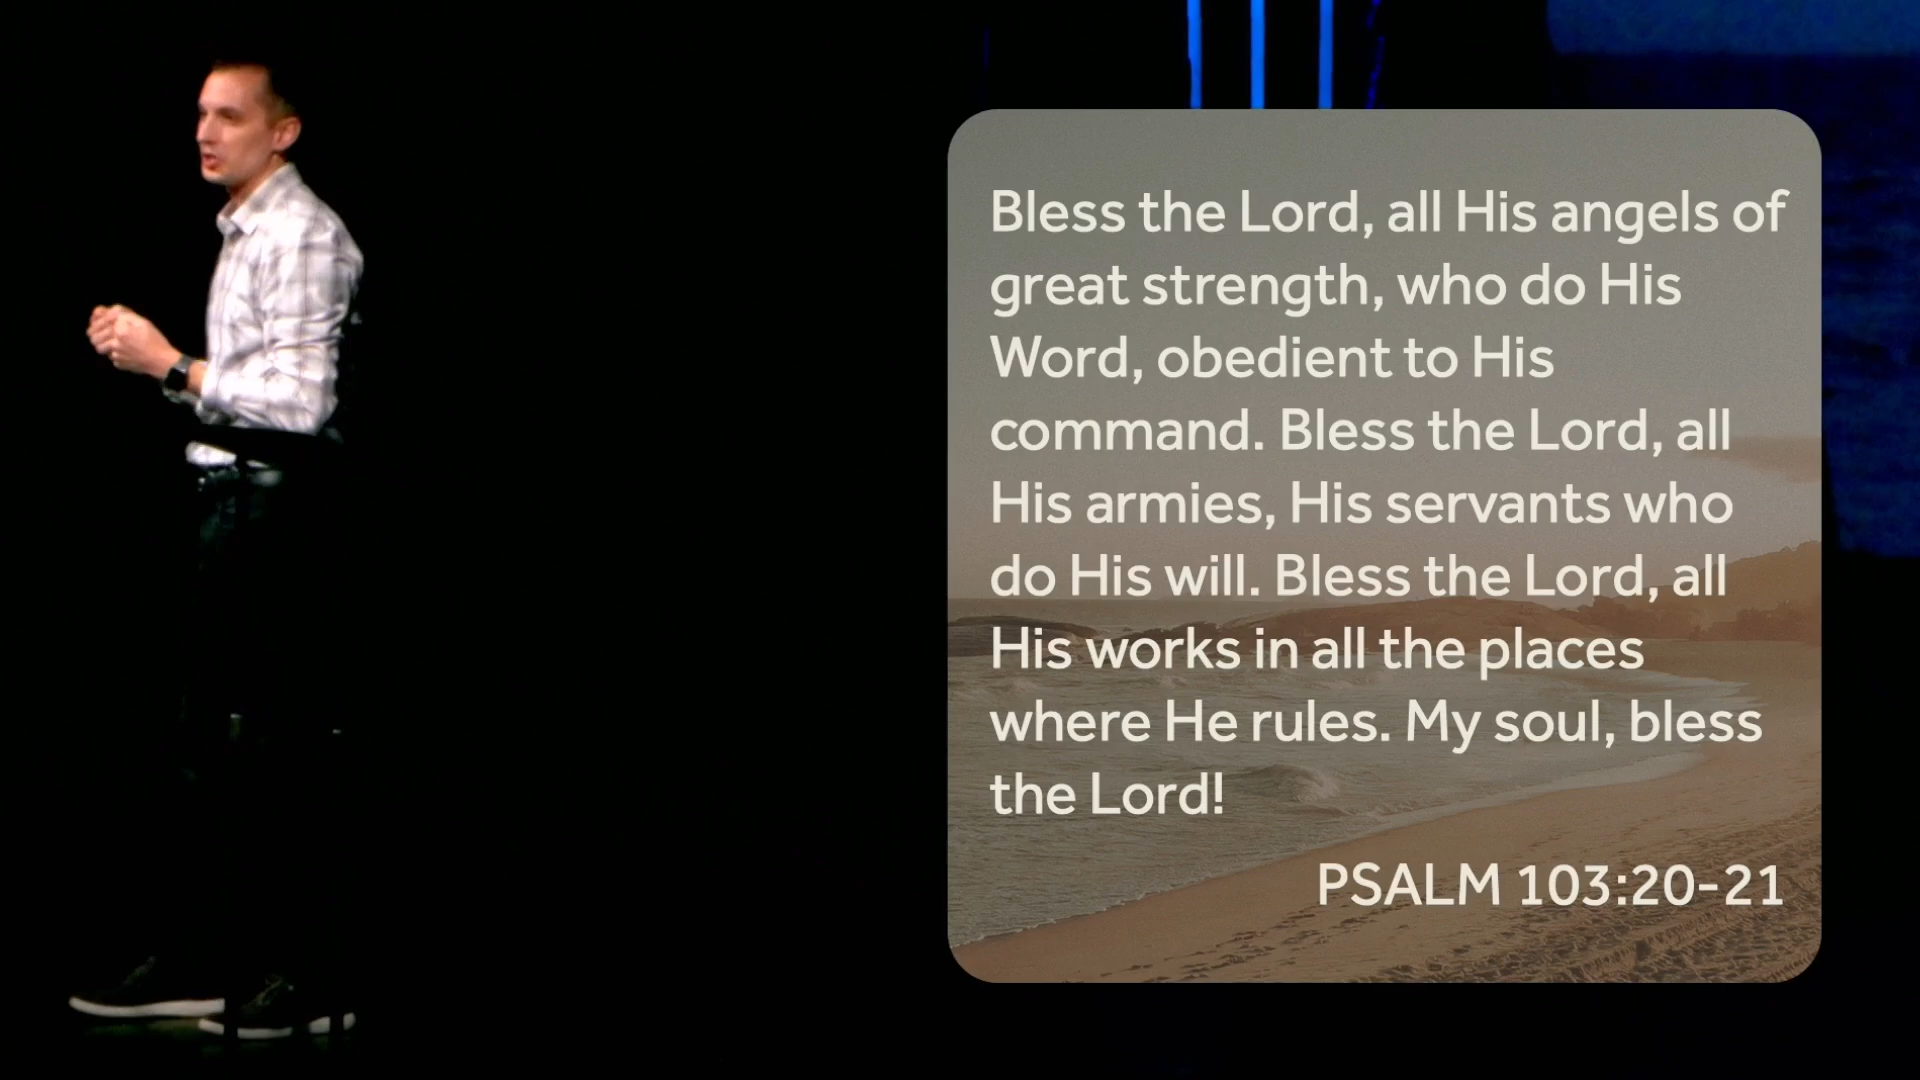 Bless the Lord, all His angels of
great strength, who do His
Word, obedient to His
command. Bless the Lord, all
His armies, His servants who
do His will. Bless the Lord, all
His works in all the places
where He rules. My soul, bless
the Lord!
PSALM 103:20-21